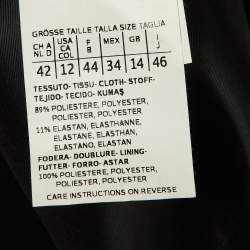 GRÖSSE TAILLE TALLA SIZE TAGLIA
CH A NL D USA CA COL F B MEX GB I J
42 12 44 34 14 46
TESSUTO-TISSU-CLOTH-STOFF-
TEJIDO-TECIDO-KUMAŞ
89% POLIESTERE, POLYESTER,
POLIESTER, POLYESTER
11% ELASTAN, ELASTHANNE,
ELASTANE, ELASTHAN,
ELASTANO, ELASTAN
FODERA-DOUBLURE-LINING-
FUTTER-FORRO-ASTAR
100% POLIESTERE, POLYESTER,
POLIESTER, POLYESTER
CARE INSTRUCTIONS ON REVERSE